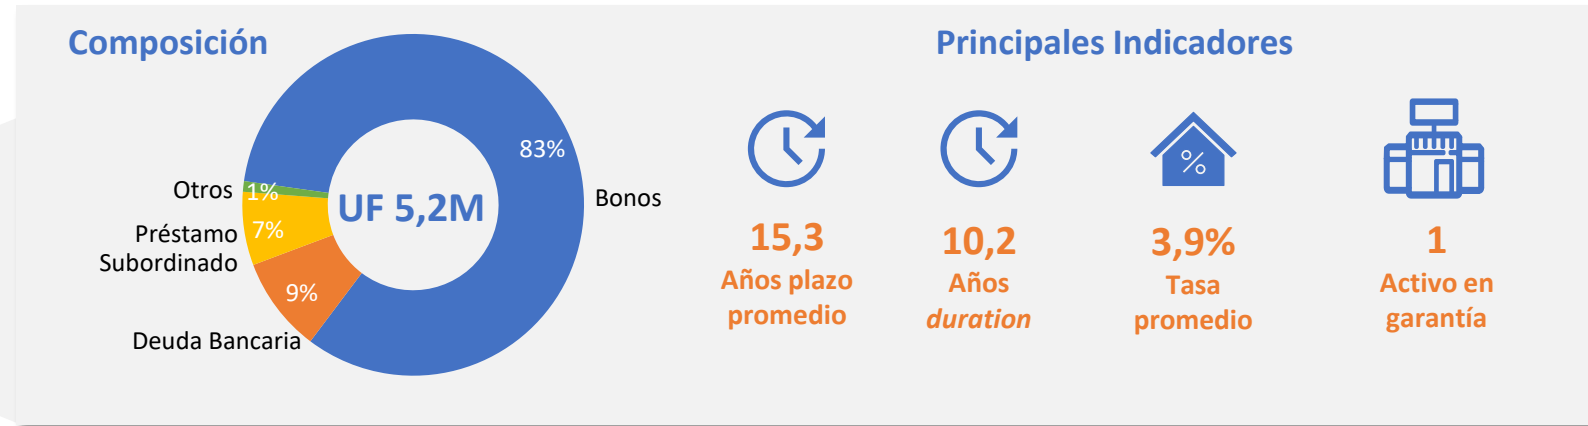 Composición
83%
Bonos
Otros
1%
UF 5,2M
Préstamo
Subordinado
7%
9%
Deuda Bancaria
Principales Indicadores
15,3
Años plazo
promedio
10,2
Años
duration
%
3,9%
Tasa
promedio
1
Activo en
garantía